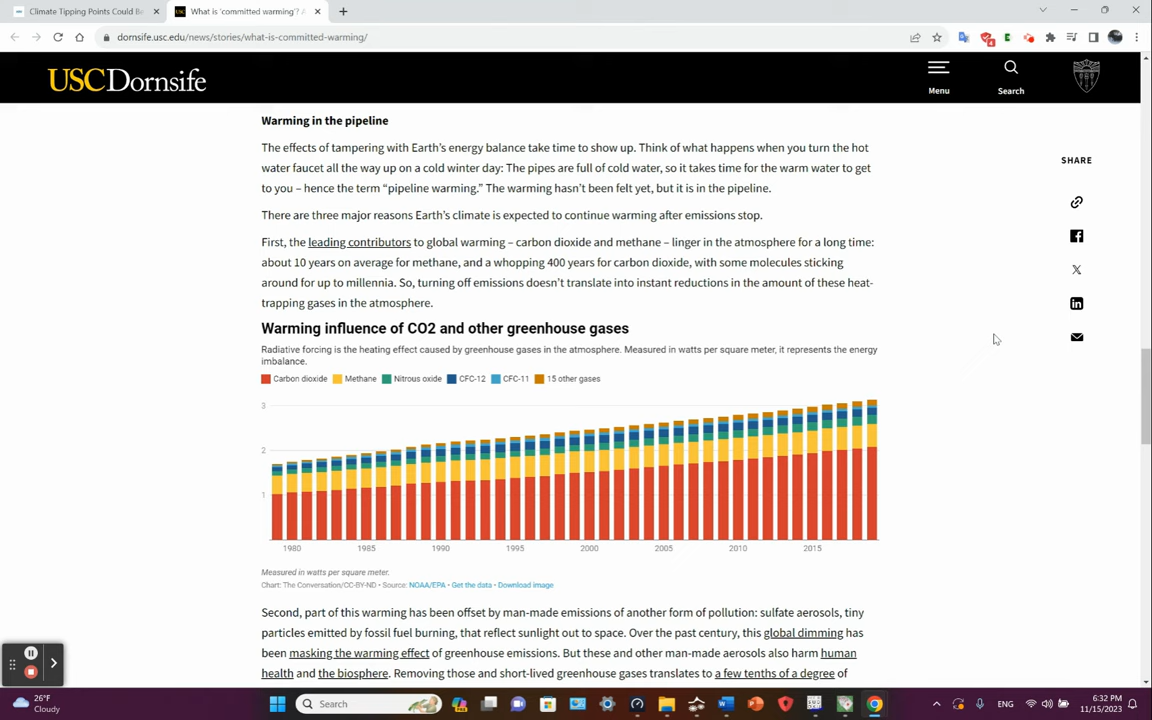 Climate Tipping Points Could Be
What is 'committed warming'? A
dornsife.usc.edu/news/stories/what-is-committed-warming/
4
USCDornsife
Menu
Search
Warming in the pipeline
The effects of tampering with Earth's energy balance take time to show up. Think of what happens when you turn the hot
water faucet all the way up on a cold winter day: The pipes are full of cold water, so it takes time for the warm water to get
to you – hence the term "pipeline warming." The warming hasn't been felt yet, but it is in the pipeline.
There are three major reasons Earth's climate is expected to continue warming after emissions stop.
First, the leading contributors to global warming – carbon dioxide and methane – linger in the atmosphere for a long time:
about 10 years on average for methane, and a whopping 400 years for carbon dioxide, with some molecules sticking
around for up to millennia. So, turning off emissions doesn't translate into instant reductions in the amount of these heat-
trapping gases in the atmosphere.
SHARE
Warming influence of CO2 and other greenhouse gases
Radiative forcing is the heating effect caused by greenhouse gases in the atmosphere. Measured in watts per square meter, it represents the energy
imbalance.
Carbon dioxide Methane Nitrous oxide CFC-12 CFC-11 15 other gases
3
2
1
1980 1985 1990 1995 2000 2005 2010 2015
Measured in watts per square meter.
Chart: The Conversation/CC-BY-ND • Source: NOAA/EPA • Get the data • Download image
Second, part of this warming has been offset by man-made emissions of another form of pollution: sulfate aerosols, tiny
particles emitted by fossil fuel burning, that reflect sunlight out to space. Over the past century, this global dimming has
been masking the warming effect of greenhouse emissions. But these and other man-made aerosols also harm human
health and the biosphere. Removing those and short-lived greenhouse gases translates to a few tenths of a degree of
26°F
Cloudy
Search
ENG
6:32 PM
11/15/2023